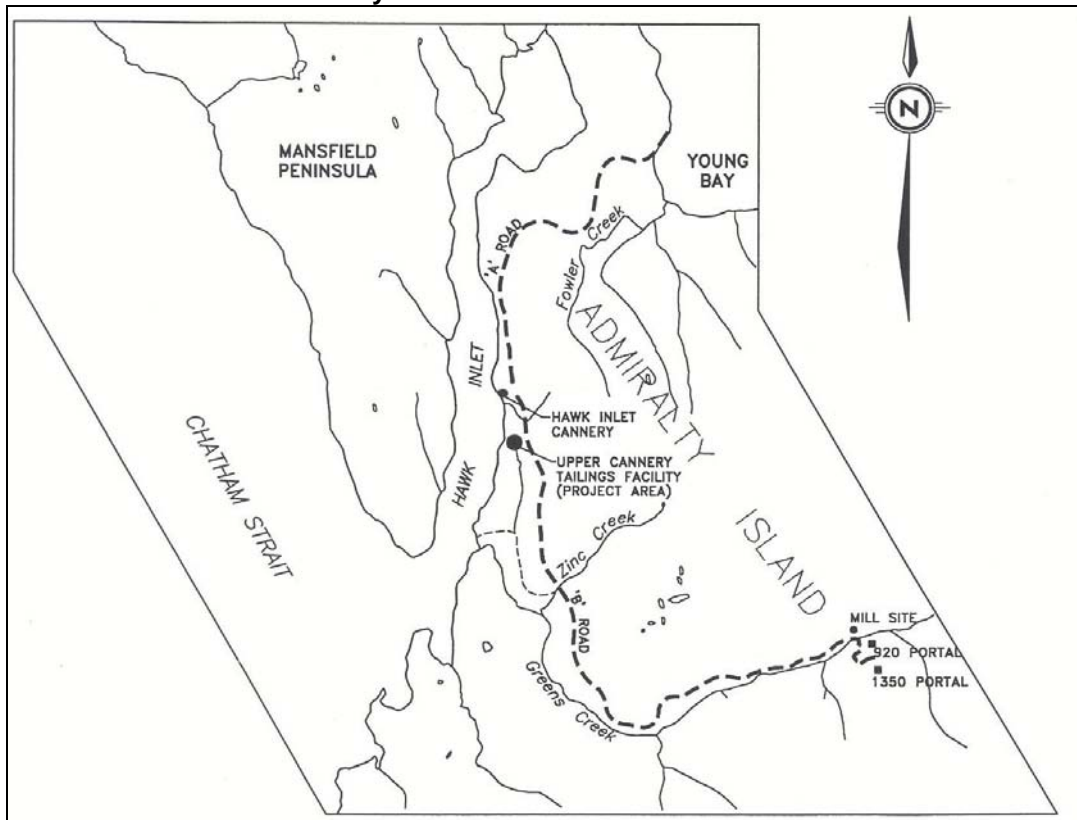 N
MANSFIELD
PENINSULA
YOUNG
BAY
'A' ROAD
Fowler Creek
ADMIRALTY
ISLAND
HAWK INLET
HAWK INLET
CANNERY
UPPER CANNERY
TAILINGS FACILITY
(PROJECT AREA)
CHATHAM STRAIT
Zinc Creek
'B' ROAD
Greens Creek
MILL SITE
920 PORTAL
1350 PORTAL